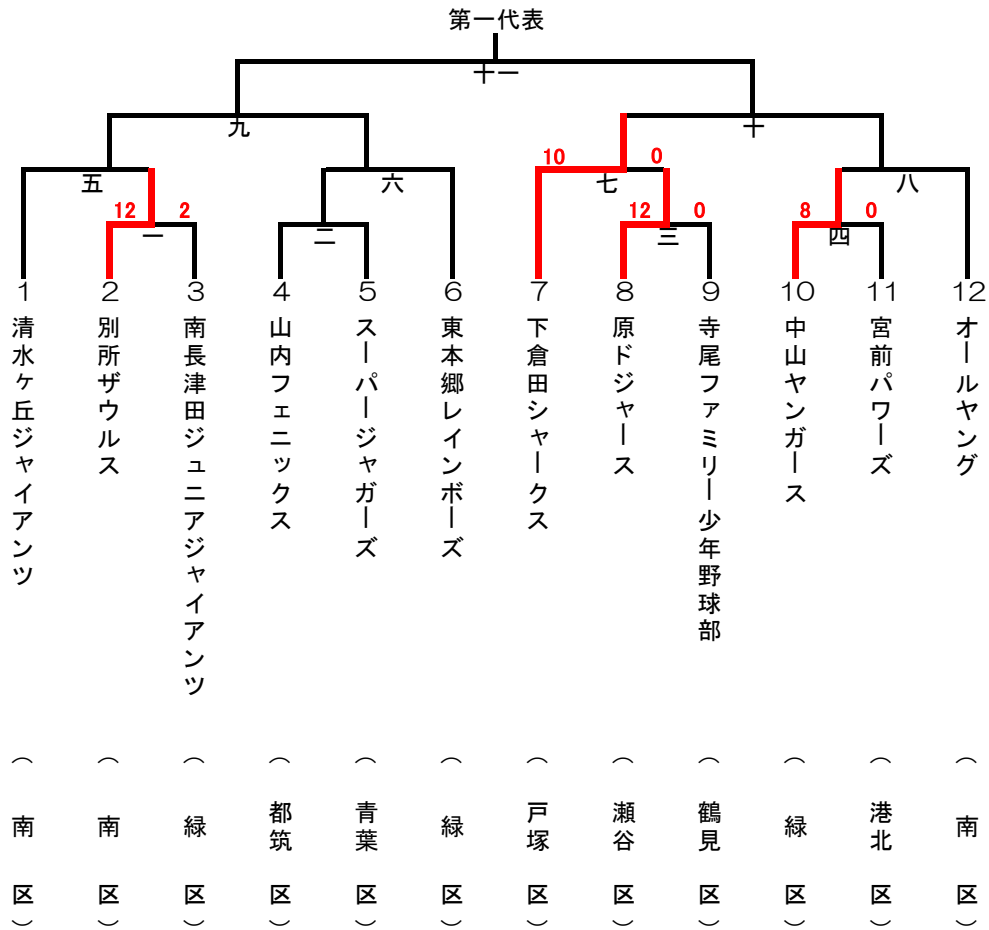 第一代表
十一
九
十
10
0
五
六
七
八
12
2
12
0
8
0
一
二
三
四
1
2
3
4
5
6
7
8
9
10
11
12
清水ヶ丘ジャイアンツ
別所ザウルス
南長津田ジュニアジャイアンツ
山内フェニックス
スーパージャガーズ
東本郷レインボーズ
下倉田シャークス
原ドジャース
寺尾ファミリー少年野球部
中山ヤンガース
宮前パワーズ
オールヤング
（南区）
（南区）
（緑区）
（都筑区）
（青葉区）
（緑区）
（戸塚区）
（瀬谷区）
（鶴見区）
（緑区）
（港北区）
（南区）